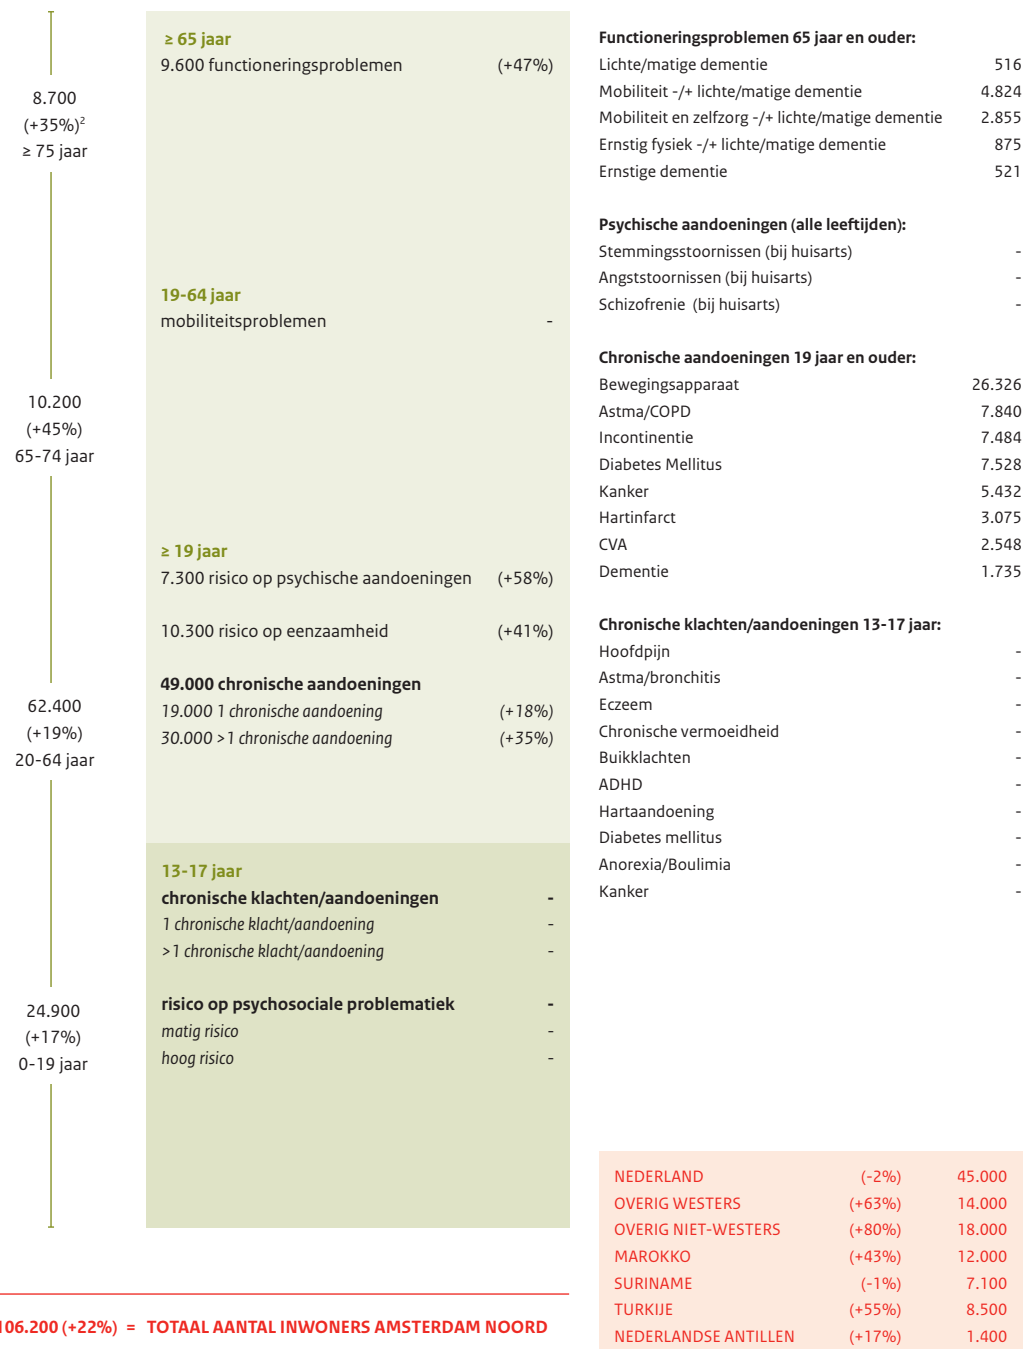 8.700
(+35%)2
≥ 75 jaar
10.200
(+45%)
65-74 jaar
62.400
(+19%)
20-64 jaar
24.900
(+17%)
0-19 jaar
≥ 65 jaar
9.600 functioneringsproblemen (+47%)
19-64 jaar
mobiliteitsproblemen -
≥ 19 jaar
7.300 risico op psychische aandoeningen (+58%)
10.300 risico op eenzaamheid (+41%)
49.000 chronische aandoeningen
19.000 1 chronische aandoening (+18%)
30.000 >1 chronische aandoening (+35%)
13-17 jaar
chronische klachten/aandoeningen -
1 chronische klacht/aandoening -
>1 chronische klacht/aandoening -
risico op psychosociale problematiek -
matig risico -
hoog risico -
106.200 (+22%) = TOTAAL AANTAL INWONERS AMSTERDAM NOORD
Functioneringsproblemen 65 jaar en ouder:
Lichte/matige dementie 516
Mobiliteit -/+ lichte/matige dementie 4.824
Mobiliteit en zelfzorg -/+ lichte/matige dementie 2.855
Ernstig fysiek -/+ lichte/matige dementie 875
Ernstige dementie 521
Psychische aandoeningen (alle leeftijden):
Stemmingsstoornissen (bij huisarts) -
Angststoornissen (bij huisarts) -
Schizofrenie (bij huisarts) -
Chronische aandoeningen 19 jaar en ouder:
Bewegingsapparaat 26.326
Astma/COPD 7.840
Incontinentie 7.484
Diabetes Mellitus 7.528
Kanker 5.432
Hartinfarct 3.075
CVA 2.548
Dementie 1.735
Chronische klachten/aandoeningen 13-17 jaar:
Hoofdpijn -
Astma/bronchitis -
Eczeem -
Chronische vermoeidheid -
Buikklachten -
ADHD -
Hartaandoening -
Diabetes mellitus -
Anorexia/Boulimia -
Kanker -
NEDERLAND (-2%) 45.000
OVERIG WESTERS (+63%) 14.000
OVERIG NIET-WESTERS (+80%) 18.000
MAROKKO (+43%) 12.000
SURINAME (-1%) 7.100
TURKIJE (+55%) 8.500
NEDERLANDSE ANTILLEN (+17%) 1.400